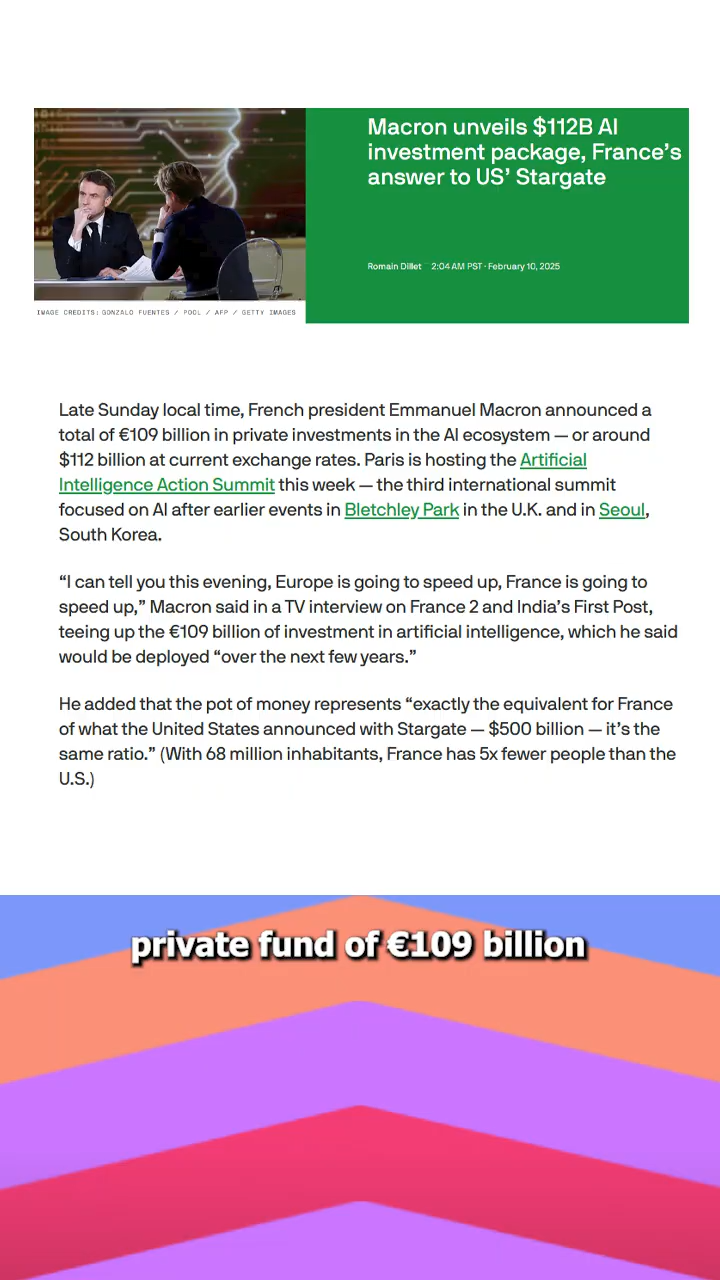 Macron unveils $112B AI
investment package, France's
answer to US' Stargate
Romain Dillet 2:04 AM PST · February 10, 2025
IMAGE CREDITS: GONZALO FUENTES / POOL / AFP / GETTY IMAGES
Late Sunday local time, French president Emmanuel Macron announced a
total of €109 billion in private investments in the AI ecosystem — or around
$112 billion at current exchange rates. Paris is hosting the Artificial
Intelligence Action Summit this week — the third international summit
focused on AI after earlier events in Bletchley Park in the U.K. and in Seoul,
South Korea.
“I can tell you this evening, Europe is going to speed up, France is going to
speed up,” Macron said in a TV interview on France 2 and India’s First Post,
teeing up the €109 billion of investment in artificial intelligence, which he said
would be deployed “over the next few years.”
He added that the pot of money represents “exactly the equivalent for France
of what the United States announced with Stargate — $500 billion — it’s the
same ratio.” (With 68 million inhabitants, France has 5x fewer people than the
U.S.)
private fund of €109 billion